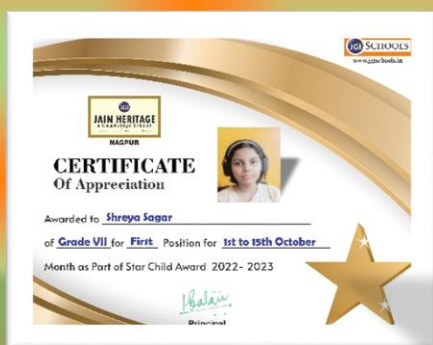 JGI SCHOOLS
www.jgischools.in
JGI
JAIN HERITAGE
a Cambridge School
NAGPUR
CERTIFICATE
Of Appreciation
Awarded to Shreya Sagar
of Grade VII for First Position for 1st to 15th October
Month as Part of Star Child Award 2022- 2023
Principal